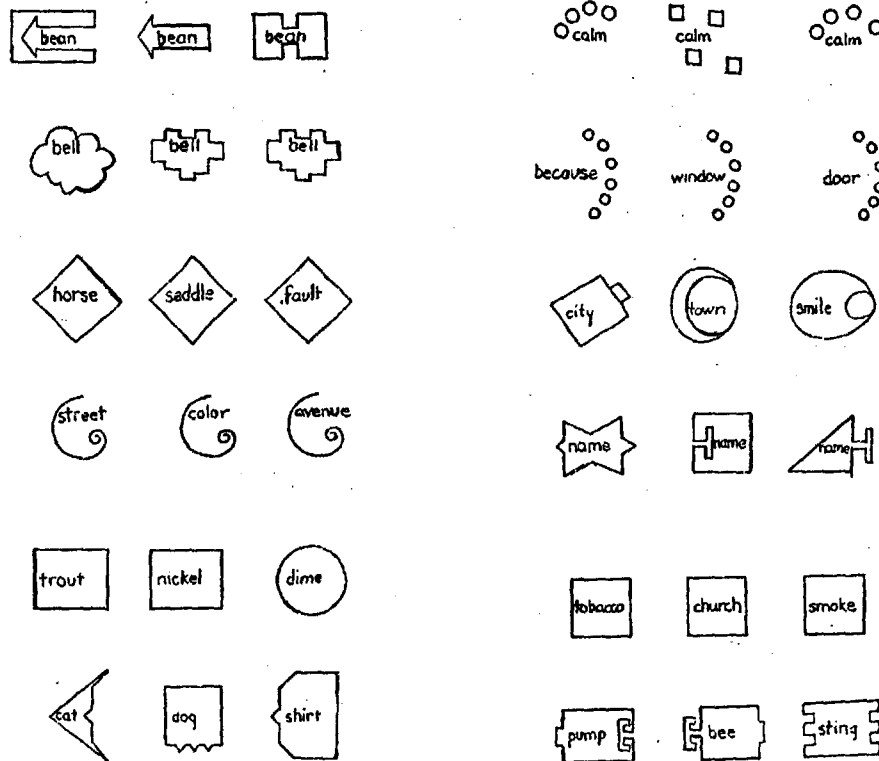 bean bean bean
bell bell bell
horse saddle fault
street color avenue
trout nickel dime
cat dog shirt
calm calm calm
because window door
city town smile
name name name
tobacco church smoke
pump bee sting